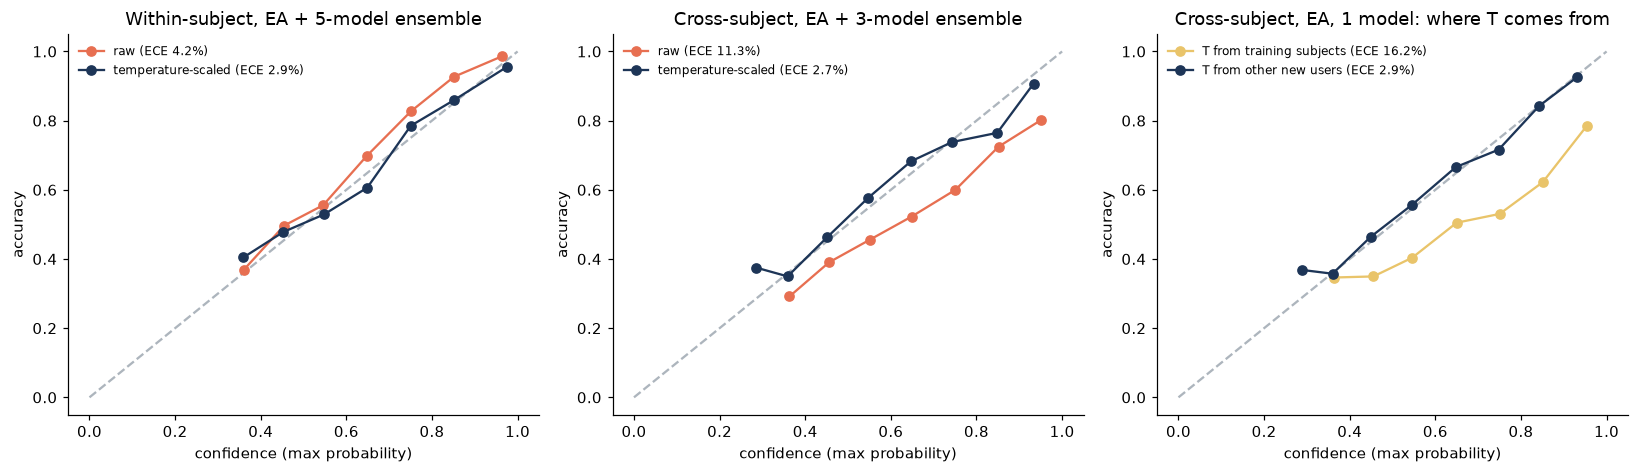 Within-subject, EA + 5-model ensemble
raw (ECE 4.2%)
temperature-scaled (ECE 2.9%)
accuracy
1.0
0.8
0.6
0.4
0.2
0.0
0.0 0.2 0.4 0.6 0.8 1.0
confidence (max probability)
Cross-subject, EA + 3-model ensemble
raw (ECE 11.3%)
temperature-scaled (ECE 2.7%)
accuracy
1.0
0.8
0.6
0.4
0.2
0.0
0.0 0.2 0.4 0.6 0.8 1.0
confidence (max probability)
Cross-subject, EA, 1 model: where T comes from
T from training subjects (ECE 16.2%)
T from other new users (ECE 2.9%)
accuracy
1.0
0.8
0.6
0.4
0.2
0.0
0.0 0.2 0.4 0.6 0.8 1.0
confidence (max probability)